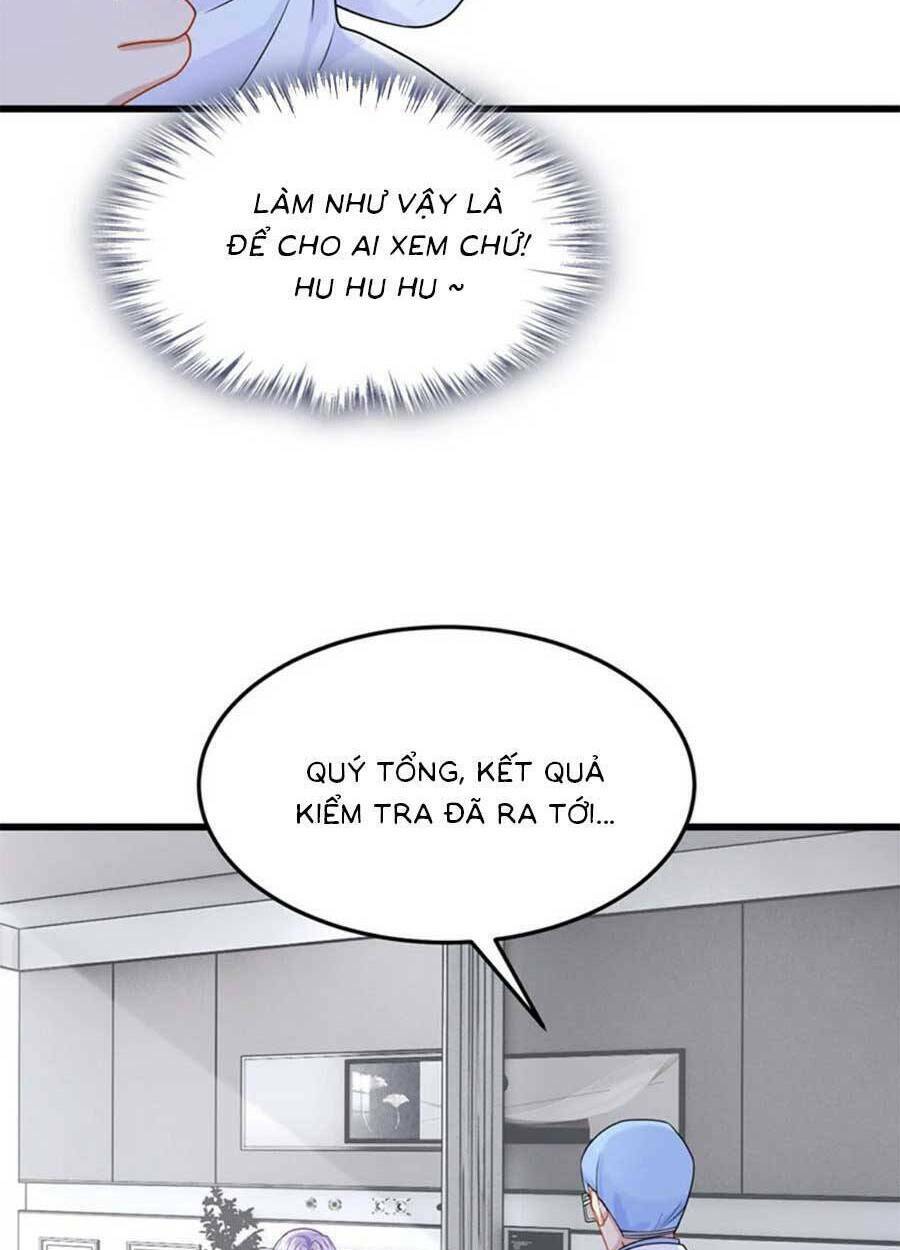 LÀM NHƯ VẬY LÀ
ĐỂ CHO AI XEM CHỨ!
HU HU HU ~
QUÝ TỔNG, KẾT QUẢ
KIỂM TRA ĐÃ RA TỚI...